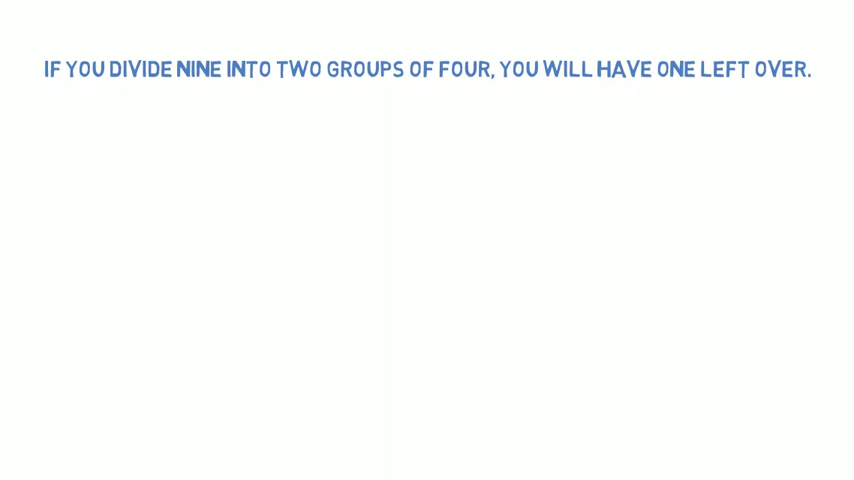 IF YOU DIVIDE NINE INTO TWO GROUPS OF FOUR, YOU WILL HAVE ONE LEFT OVER.